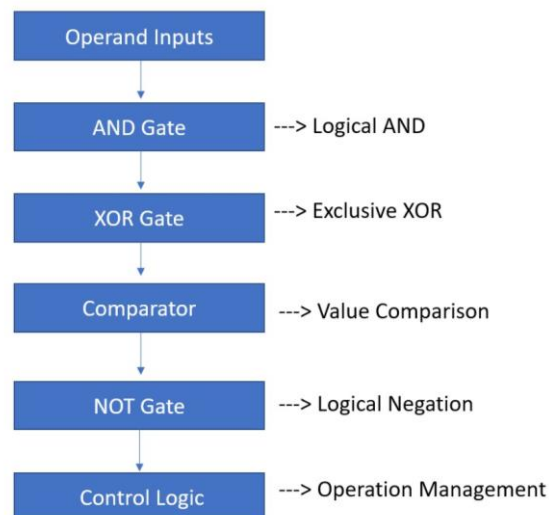 Operand Inputs
AND Gate ---> Logical AND
XOR Gate ---> Exclusive XOR
Comparator ---> Value Comparison
NOT Gate ---> Logical Negation
Control Logic ---> Operation Management